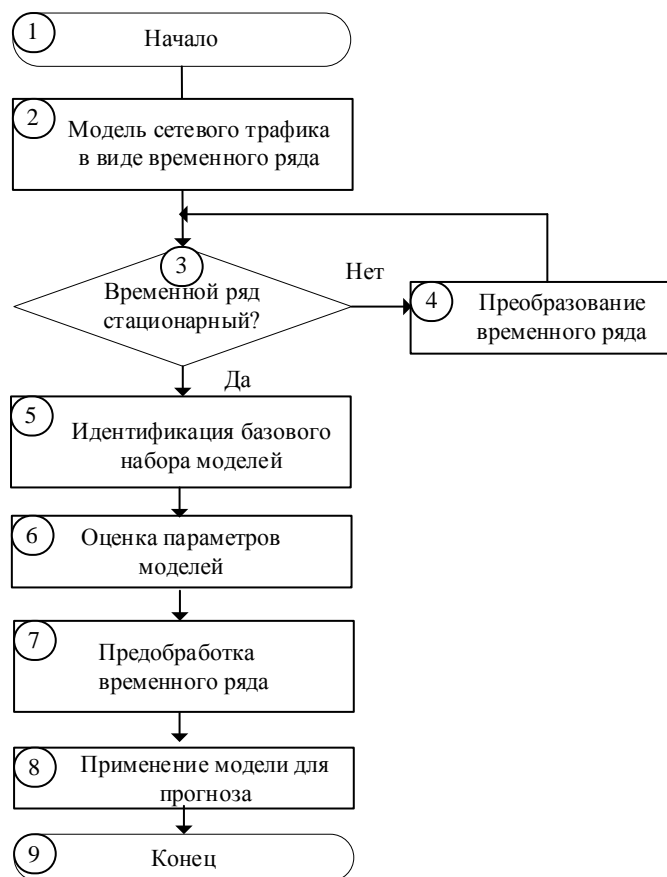 1
Начало
2
Модель сетевого трафика
в виде временного ряда
3
Временной ряд
стационарный?
Нет
4
Преобразование
временного ряда
Да
5
Идентификация базового
набора моделей
6
Оценка параметров
моделей
7
Предобработка
временного ряда
8
Применение модели для
прогноза
9
Конец